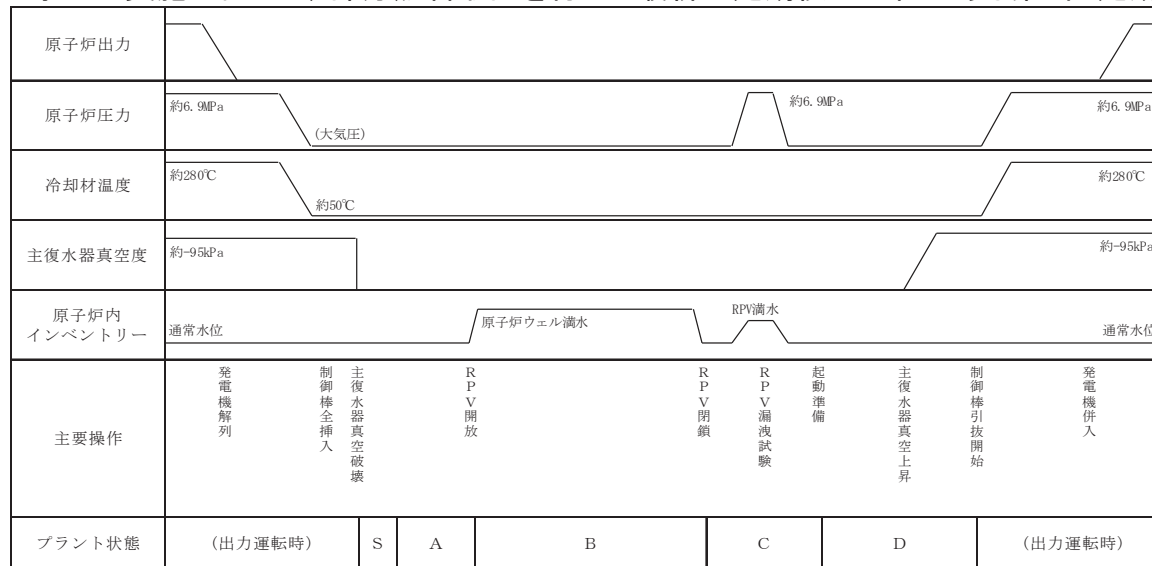 原子炉出力
原子炉圧力
約6.9MPa
(大気圧)
約6.9MPa
約6.9MPa
冷却材温度
約280℃
約50℃
約280℃
主復水器真空度
約-95kPa
約-95kPa
原子炉内
インベントリー
通常水位
原子炉ウェル満水
RPV満水
通常水位
主要操作
発電機解列
制御棒全挿入
主復水器真空破壊
RPV開放
RPV閉鎖
RPV漏洩試験
起動準備
主復水器真空上昇
制御棒引抜開始
発電機併入
プラント状態
(出力運転時)
S
A
B
C
D
(出力運転時)